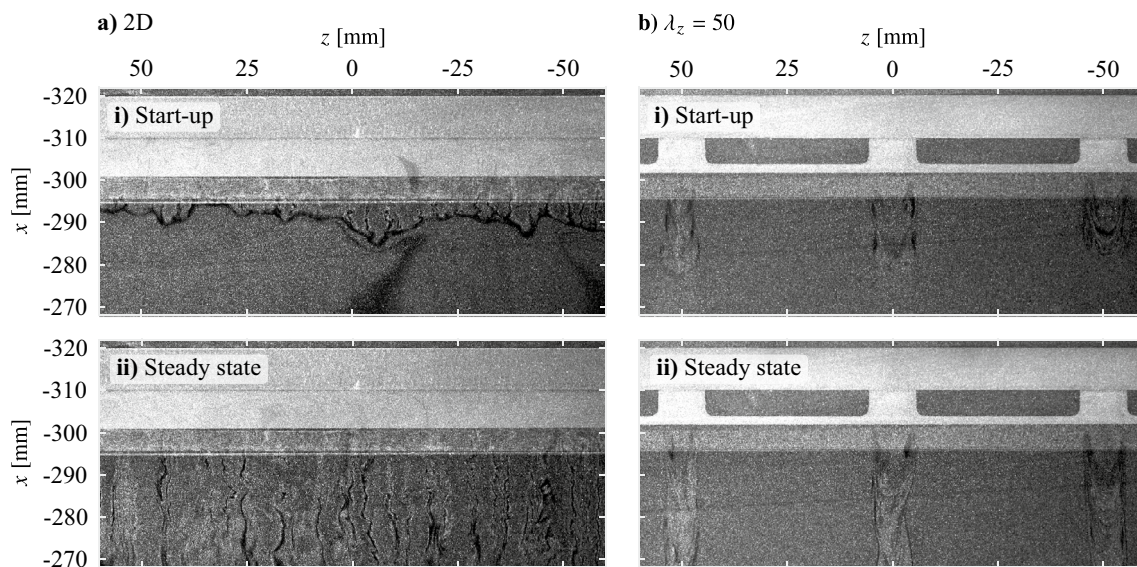 a) 2D
b) λz = 50
z [mm]
z [mm]
50 25 0 -25 -50
50 25 0 -25 -50
-320
i) Start-up
i) Start-up
-310
-300
x [mm]
-290
-280
-270
-320
ii) Steady state
ii) Steady state
-310
-300
x [mm]
-290
-280
-270